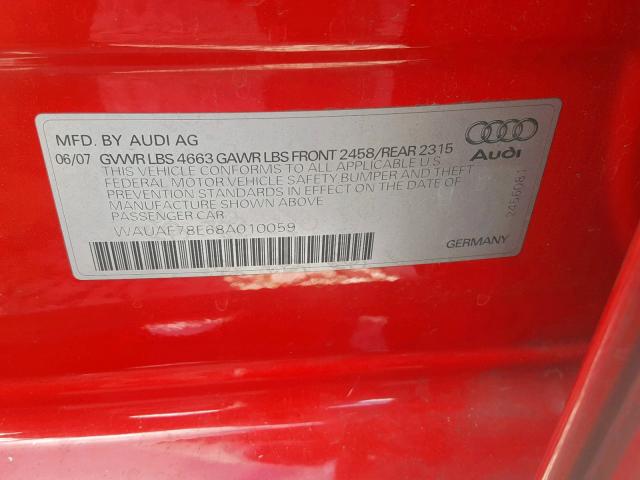 MFD. BY AUDI AG
06/07 GVWR LBS 4663 GAWR LBS FRONT 2458/REAR 2315
THIS VEHICLE CONFORMS TO ALL APPLICABLE U.S
FEDERAL MOTOR VEHICLE SAFETY BUMPER AND THEFT
PREVENTION STANDARDS IN EFFECT ON THE DATE OF
MANUFACTURE SHOWN ABOVE
PASSENGER CAR
WAUAF78E68A010059
Audi
GERMANY